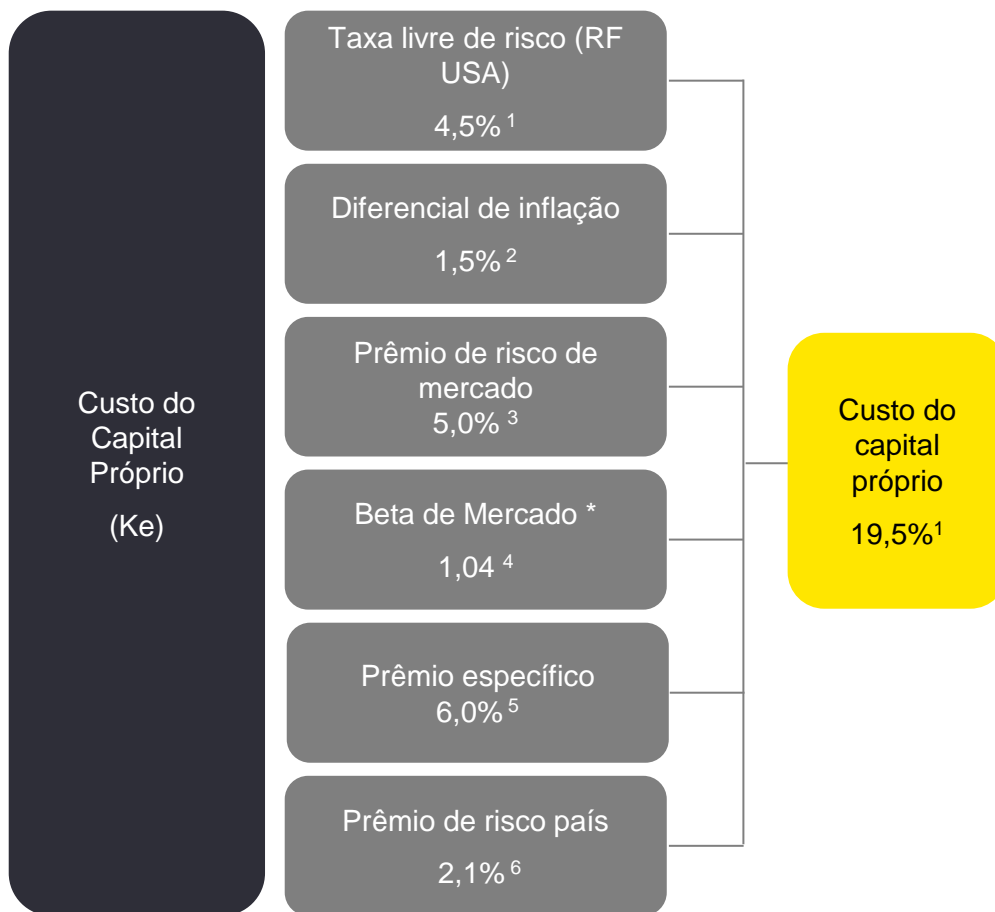 Custo do
Capital
Próprio
(Ke)
Taxa livre de risco (RF
USA)
4,5% 1
Diferencial de inflação
1,5% 2
Prêmio de risco de
mercado
5,0% 3
Beta de Mercado *
1,04 4
Prêmio específico
6,0% 5
Prêmio de risco país
2,1% 6
Custo do
capital
próprio
19,5%1